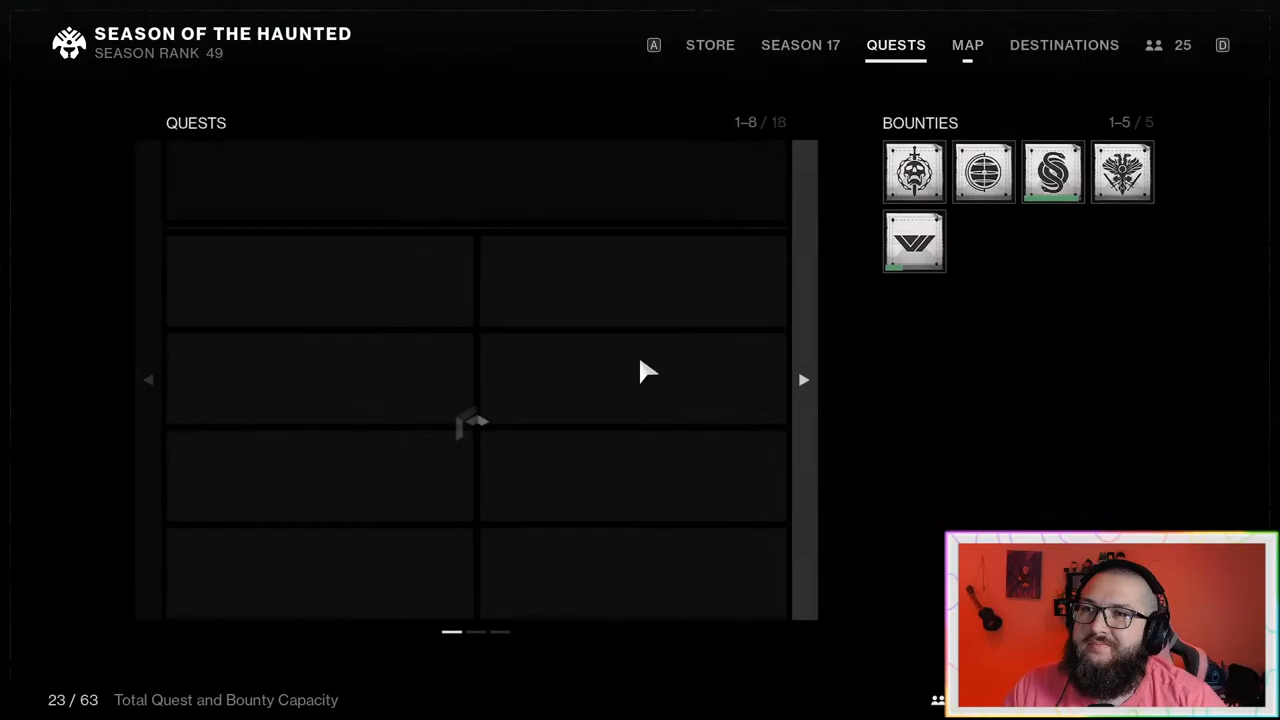 SEASON OF THE HAUNTED
SEASON RANK 49
A STORE SEASON 17 QUESTS MAP DESTINATIONS 25 D
QUESTS 1–8 / 18
BOUNTIES 1–5 / 5
23 / 63 Total Quest and Bounty Capacity